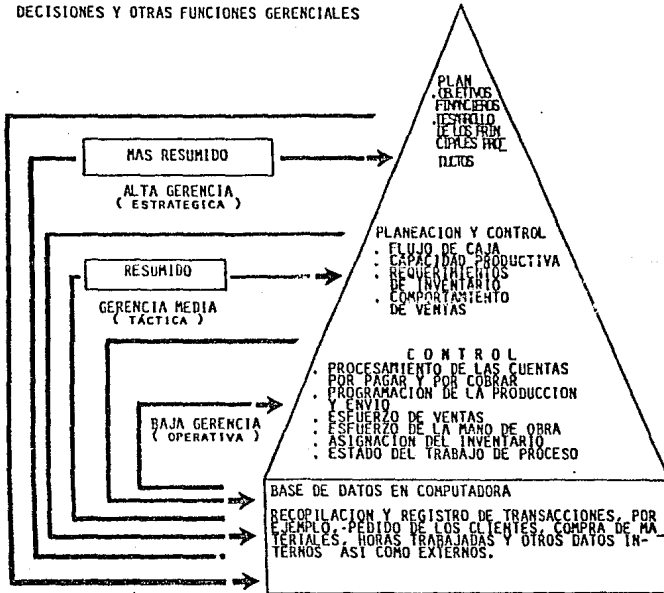 DECISIONES Y OTRAS FUNCIONES GERENCIALES
PLAN
. OBJETIVOS
FINANCIEROS
. DESARROLLO
DE LOS PRIN
CIPALES PRO_
DUCTOS
MAS RESUMIDO
ALTA GERENCIA
( ESTRATEGICA )
PLANEACION Y CONTROL
. FLUJO DE CAJA
. CAPACIDAD PRODUCTIVA
. REQUERIMIENTOS
DE INVENTARIO
. COMPORTAMIENTO
DE VENTAS
RESUMIDO
GERENCIA MEDIA
( TÁCTICA )
C O N T R O L
. PROCESAMIENTO DE LAS CUENTAS
POR PAGAR Y POR COBRAR
. PROGRAMACION DE LA PRODUCCION
Y ENVIO
. ESFUERZO DE VENTAS
. ESFUERZO DE LA MANO DE OBRA
. ASIGNACION DEL INVENTARIO
. ESTADO DEL TRABAJO DE PROCESO
BAJA GERENCIA
( OPERATIVA )
BASE DE DATOS EN COMPUTADORA
RECOPILACION Y REGISTRO DE TRANSACCIONES, POR
EJEMPLO,-PEDIDO DE LOS CLIENTES, COMPRA DE MA_
TERIALES, HORAS TRABAJADAS Y OTROS DATOS IN-
TERNOS ASI COMO EXTERNOS.